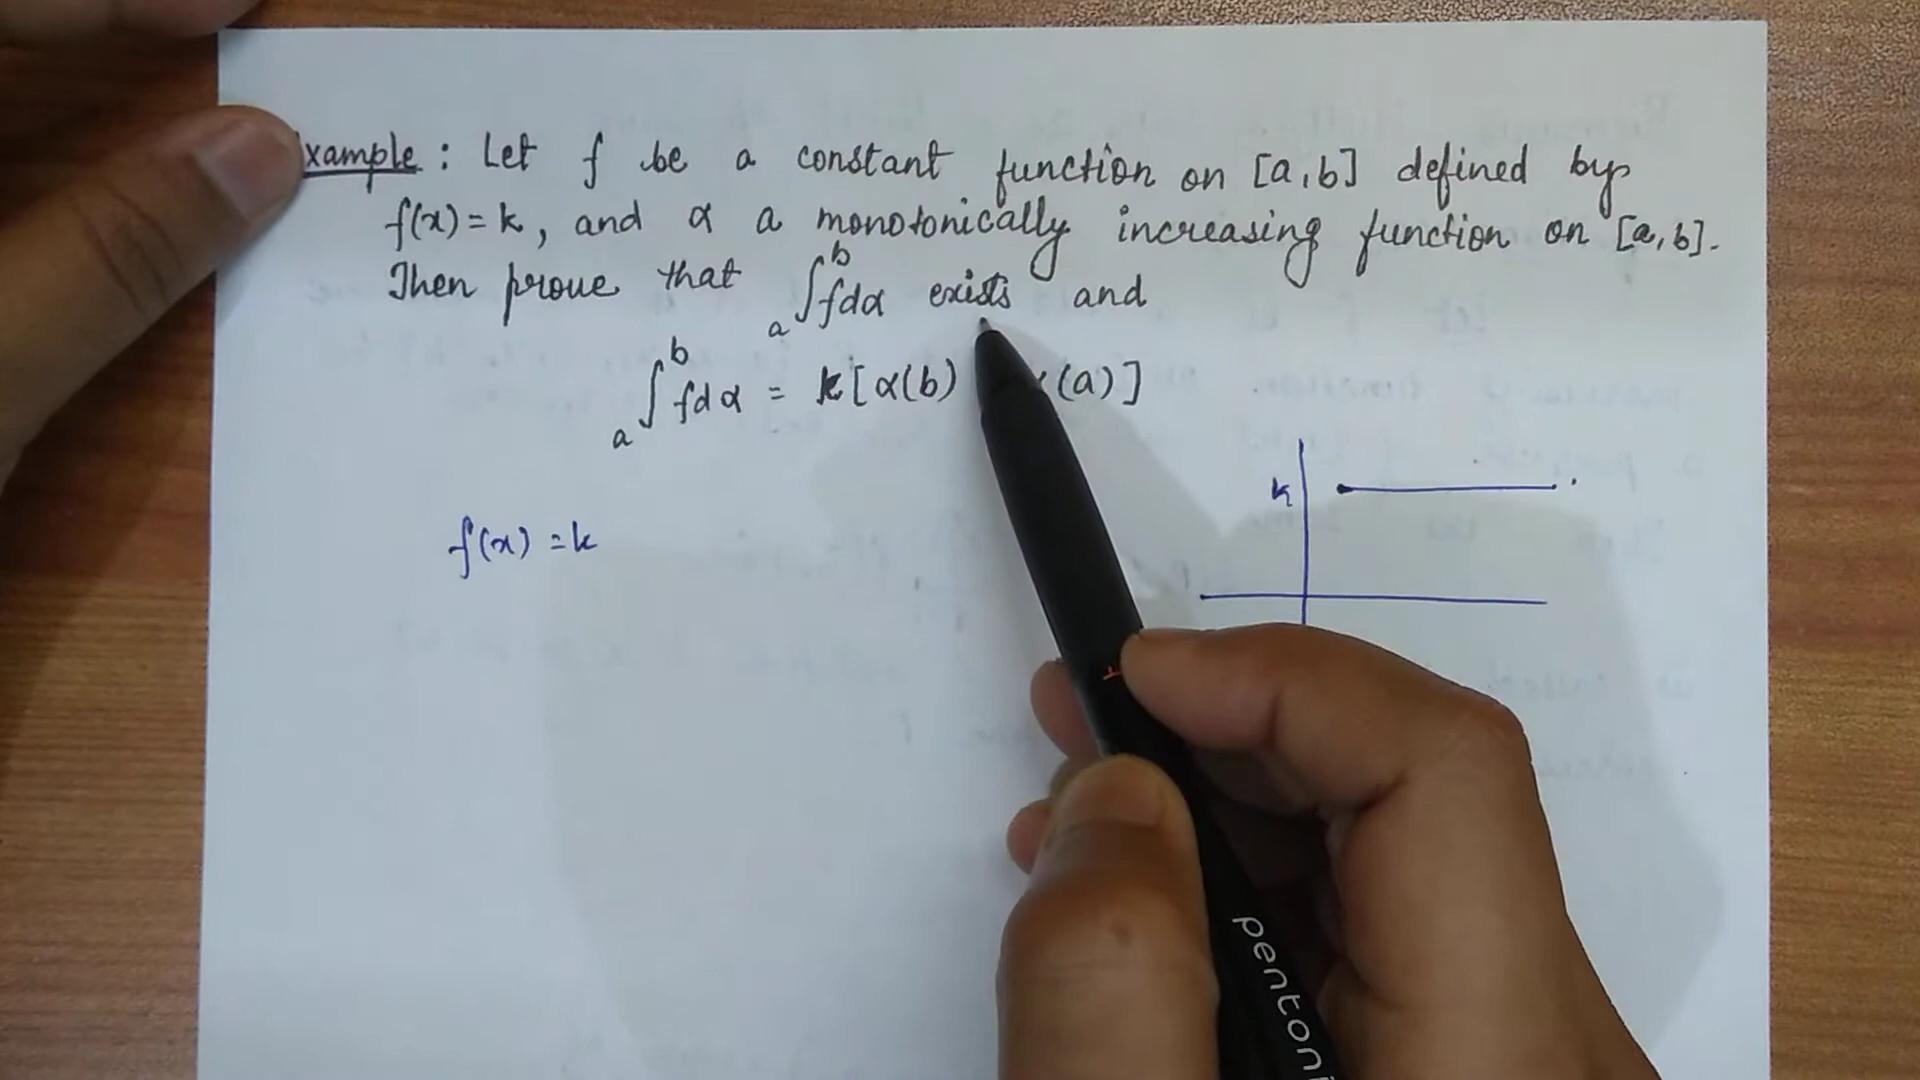 xample : Let f be a constant function on [a,b] defined by
f(x) = k, and α a monotonically increasing function on [a,b].
Then prove that ∫_a^b fdα exists and
∫_a^b fdα = k[α(b) (a)]
k
f(x) = k
pentoni